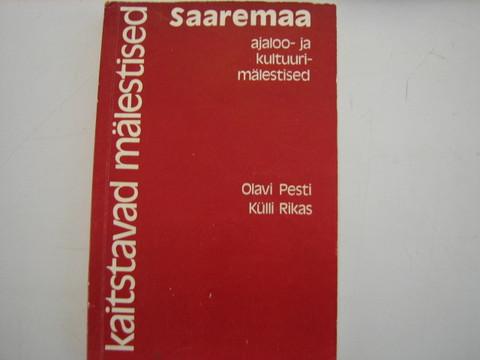 kaitstavad mälestised
Saaremaa
ajaloo- ja
kultuuri-
mälestised
Olavi Pesti
Külli Rikas